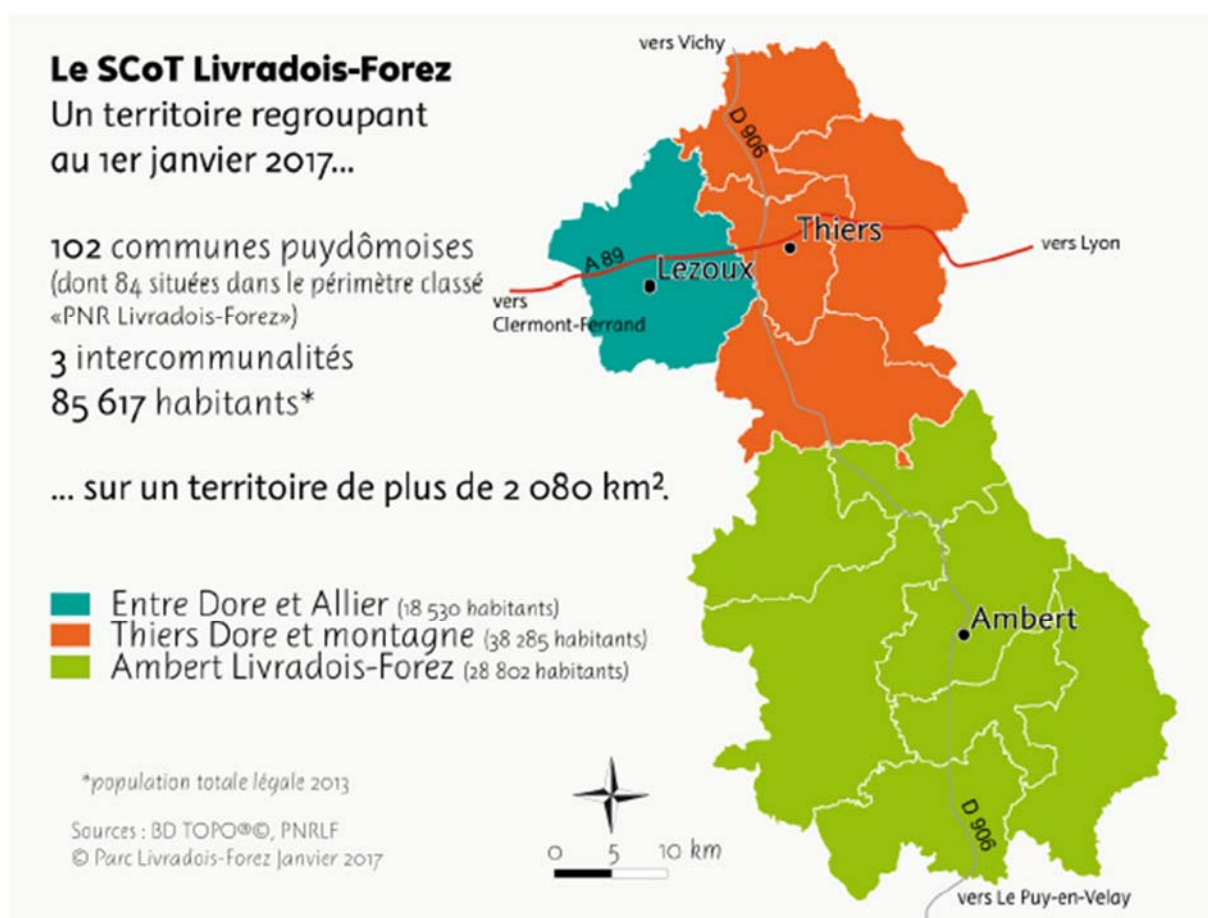 Le SCoT Livradois-Forez
Un territoire regroupant
au 1er janvier 2017...
102 communes puydômoises
(dont 84 situées dans le périmètre classé
«PNR Livradois-Forez»)
3 intercommunalités
85 617 habitants*
... sur un territoire de plus de 2 080 km².
Entre Dore et Allier (18 530 habitants)
Thiers Dore et montagne (38 285 habitants)
Ambert Livradois-Forez (28 802 habitants)
*population totale légale 2013
Sources : BD TOPO®©, PNRLF
© Parc Livradois-Forez Janvier 2017
0 5 10 km
vers Vichy
D 906
Thiers
vers Lyon
A 89
Lezoux
vers
Clermont-Ferrand
Ambert
D 906
vers Le Puy-en-Velay